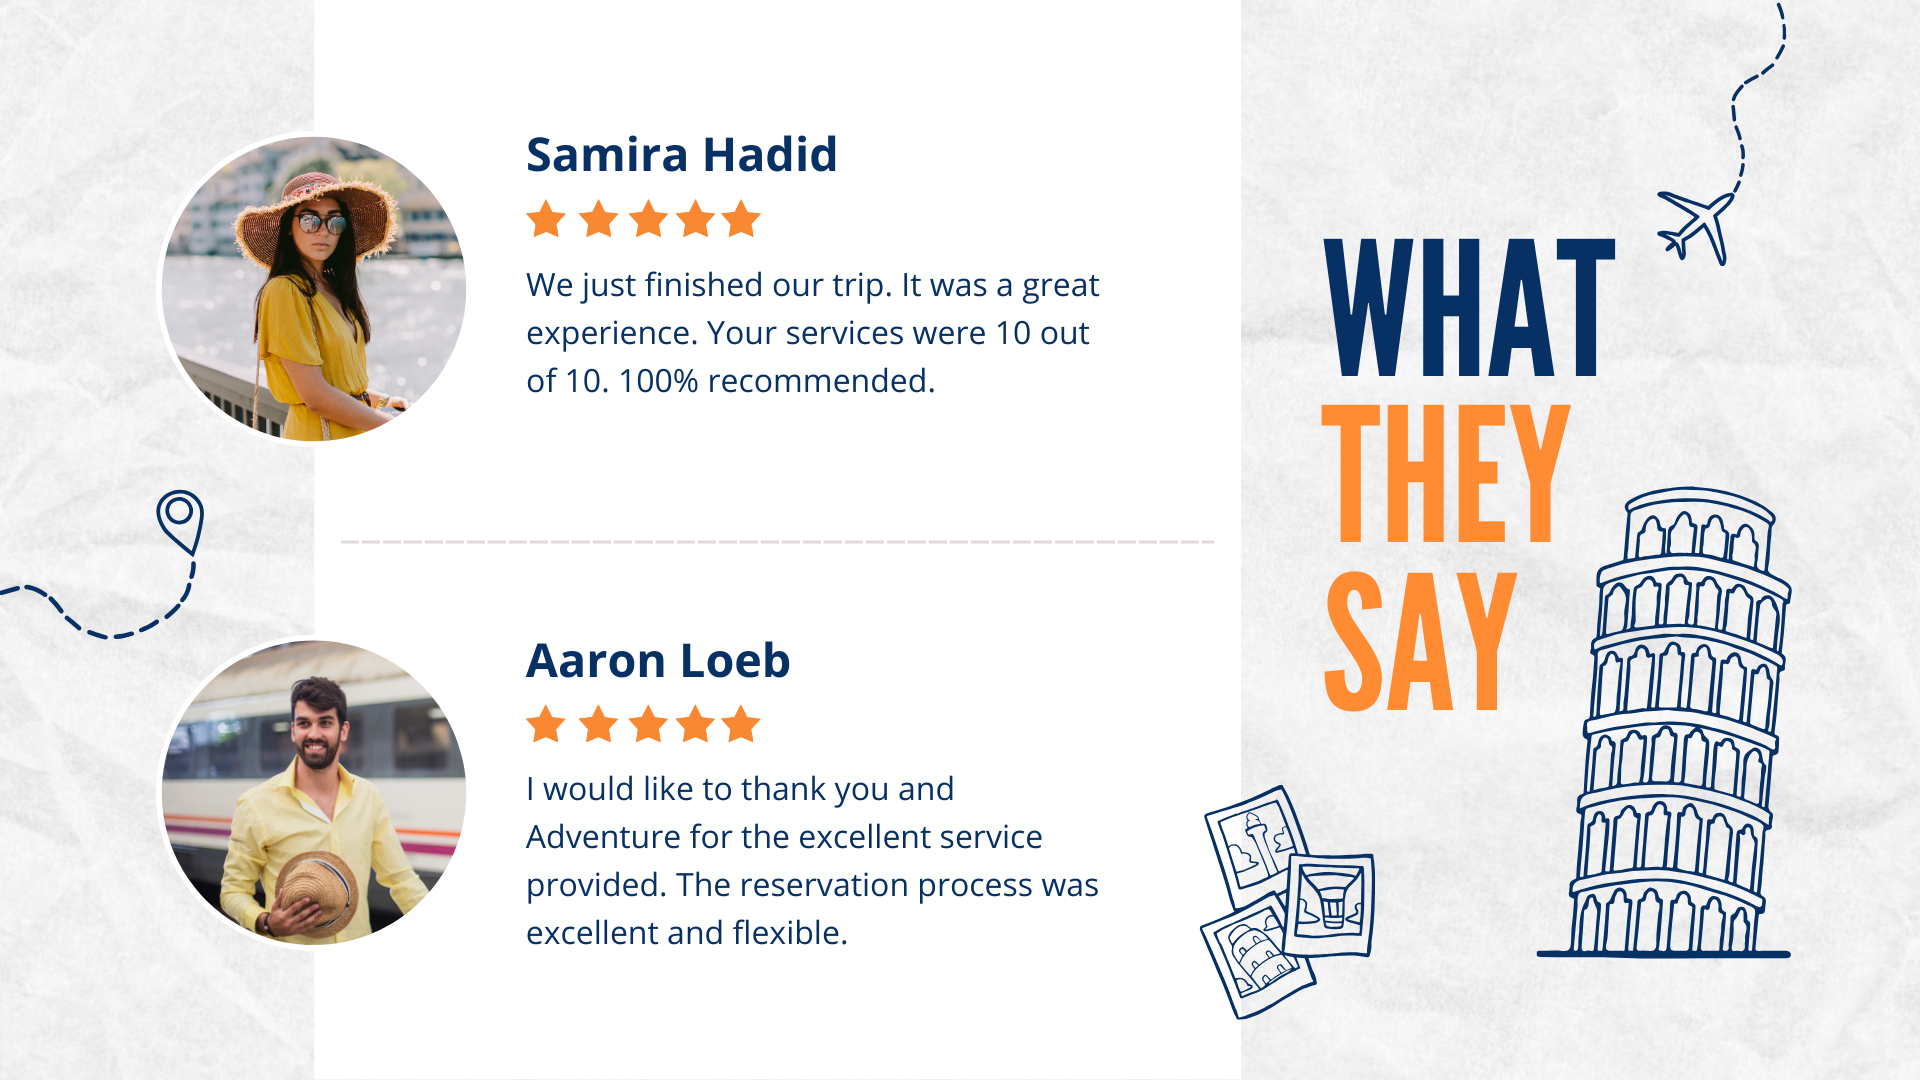 Samira Hadid
We just finished our trip. It was a great
experience. Your services were 10 out
of 10. 100% recommended.
Aaron Loeb
I would like to thank you and
Adventure for the excellent service
provided. The reservation process was
excellent and flexible.
WHAT
THEY
SAY